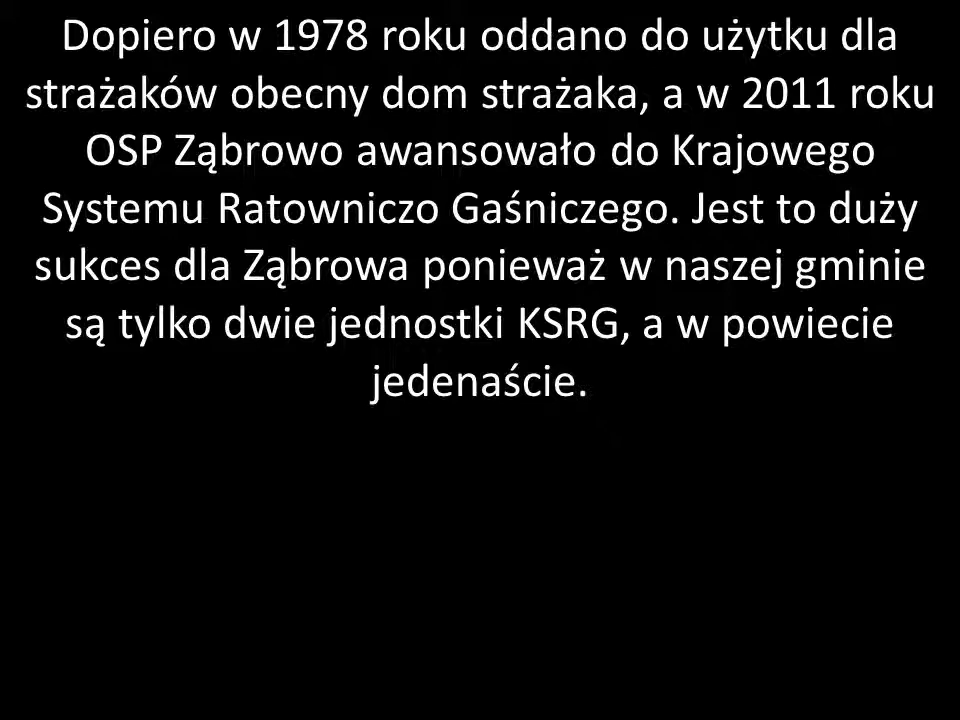 Dopiero w 1978 roku oddano do użytku dla
strażaków obecny dom strażaka, a w 2011 roku
OSP Ząbrowo awansowało do Krajowego
Systemu Ratowniczo Gaśniczego. Jest to duży
sukces dla Ząbrowa ponieważ w naszej gminie
są tylko dwie jednostki KSRG, a w powiecie
jedenaście.